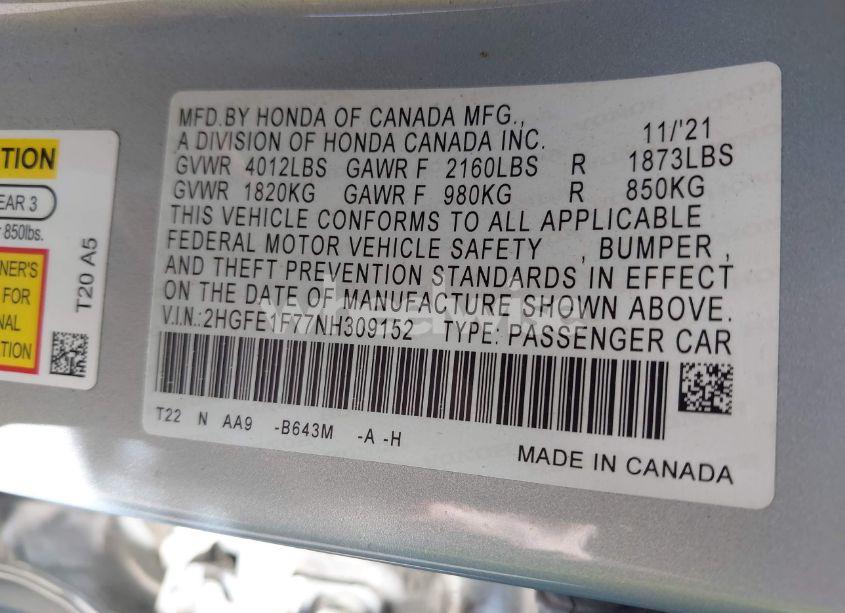 TION
EAR 3
850lbs.
NER'S
FOR
NAL
TION
T20 A5
MFD.BY HONDA OF CANADA MFG.,
A DIVISION OF HONDA CANADA INC. 11/'21
GVWR 4012LBS GAWR F 2160LBS R 1873LBS
GVWR 1820KG GAWR F 980KG R 850KG
THIS VEHICLE CONFORMS TO ALL APPLICABLE
FEDERAL MOTOR VEHICLE SAFETY , BUMPER ,
AND THEFT PREVENTION STANDARDS IN EFFECT
ON THE DATE OF MANUFACTURE SHOWN ABOVE.
V.I.N.:2HGFE1F77NH309152 TYPE: PASSENGER CAR
T22 N AA9 -B643M -A -H
MADE IN CANADA